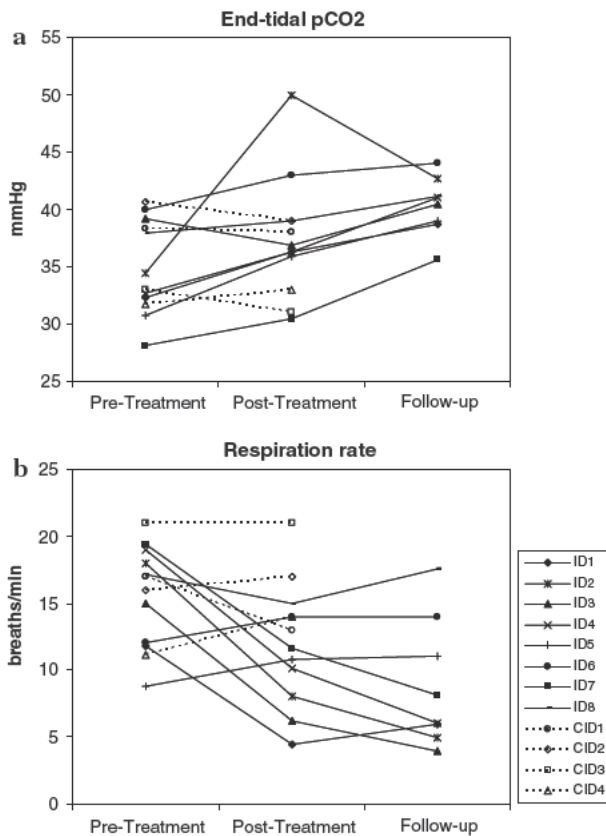 a
End-tidal pCO2
55
50
45
40
35
30
25
mmHg
Pre-Treatment Post-Treatment Follow-up
b
Respiration rate
25
20
15
10
5
0
breaths/min
Pre-Treatment Post-Treatment Follow-up
ID1
ID2
ID3
ID4
ID5
ID6
ID7
ID8
CID1
CID2
CID3
CID4